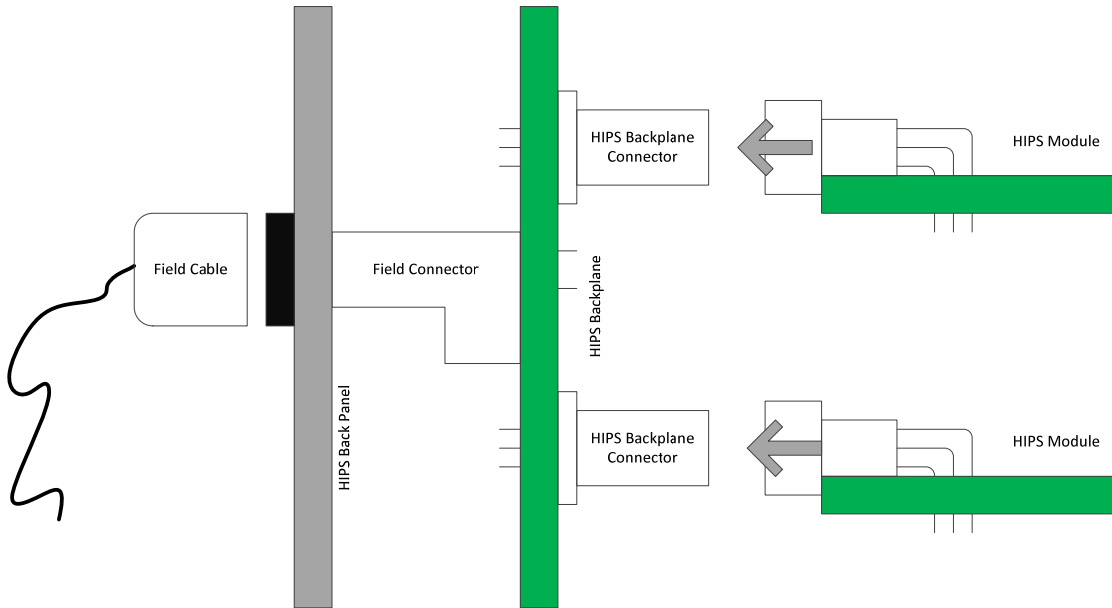 HIPS Backplane
Connector
HIPS Module
Field Cable
Field Connector
HIPS Backplane
HIPS Back Panel
HIPS Backplane
Connector
HIPS Module